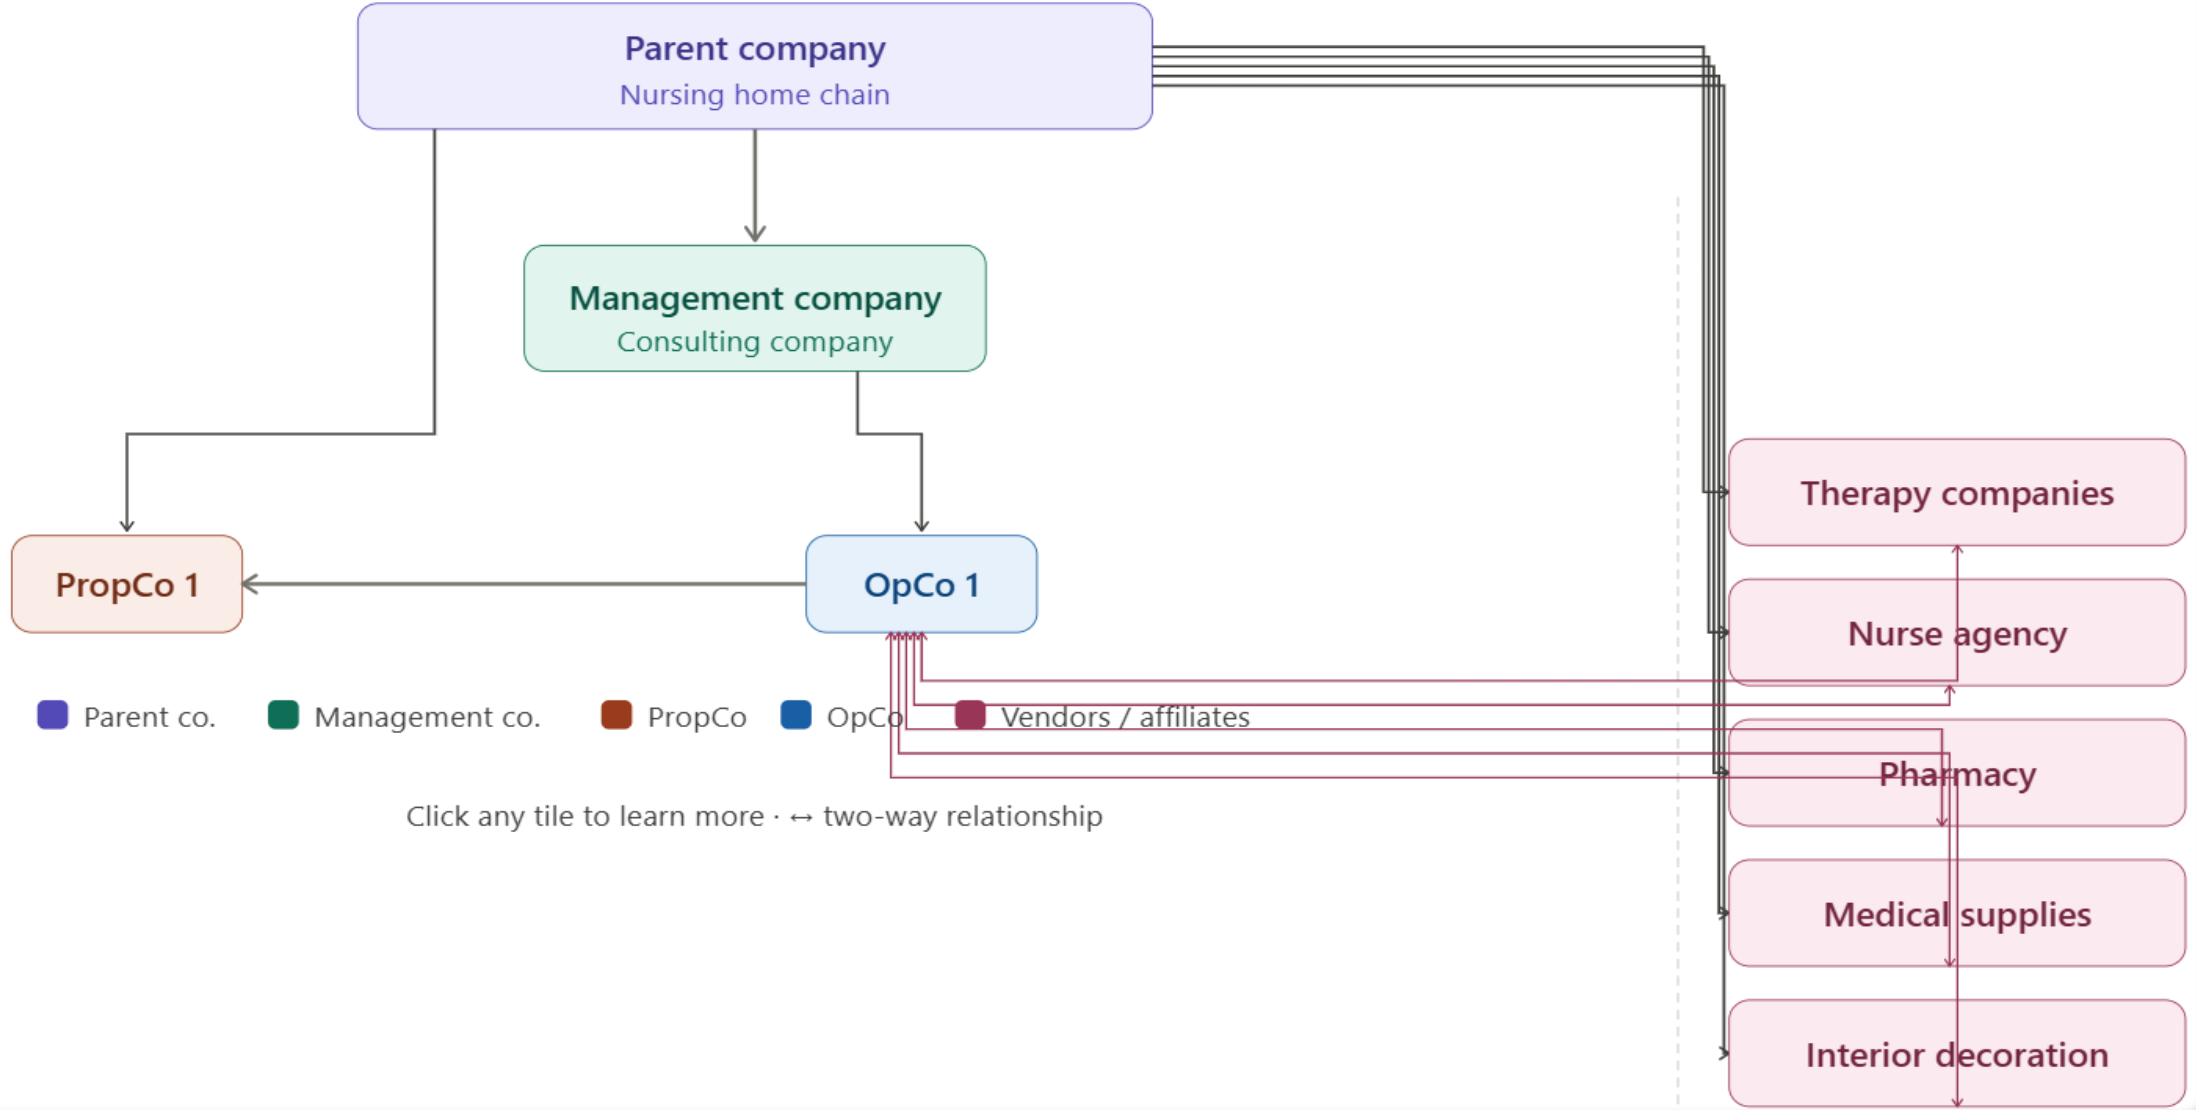 Parent company
Nursing home chain
Management company
Consulting company
Therapy companies
PropCo 1
OpCo 1
Nurse agency
Parent co.
Management co.
PropCo
OpCo
Vendors / affiliates
Pharmacy
Click any tile to learn more · ↔ two-way relationship
Medical supplies
Interior decoration